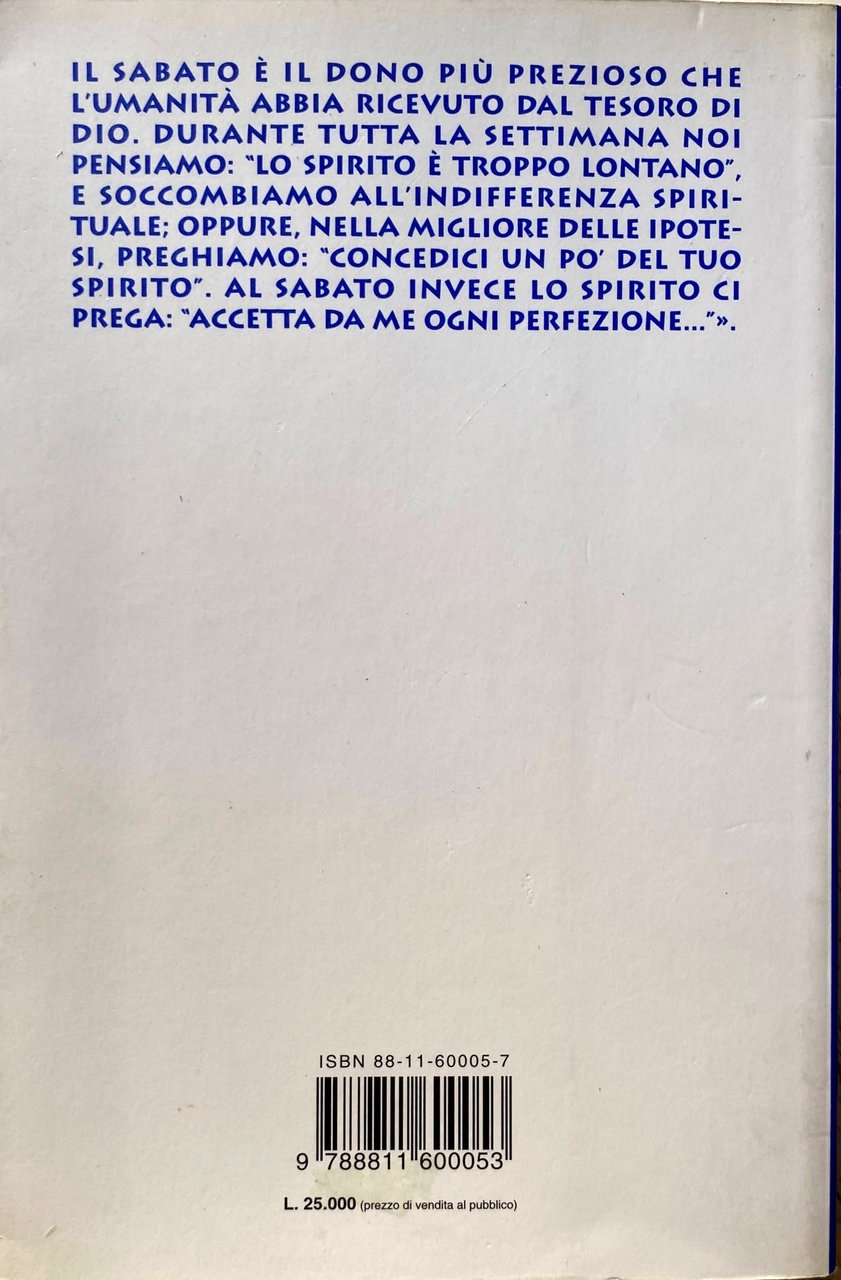 IL SABATO È IL DONO PIÙ PREZIOSO CHE
L'UMANITÀ ABBIA RICEVUTO DAL TESORO DI
DIO. DURANTE TUTTA LA SETTIMANA NOI
PENSIAMO: "LO SPIRITO È TROPPO LONTANO",
E SOCCOMBIAMO ALL'INDIFFERENZA SPIRI-
TUALE; OPPURE, NELLA MIGLIORE DELLE IPOTE-
SI, PREGHIAMO: "CONCEDICI UN PO' DEL TUO
SPIRITO". AL SABATO INVECE LO SPIRITO CI
PREGA: "ACCETTA DA ME OGNI PERFEZIONE..."».
ISBN 88-11-60005-7
9 788811 600053
L. 25.000 (prezzo di vendita al pubblico)